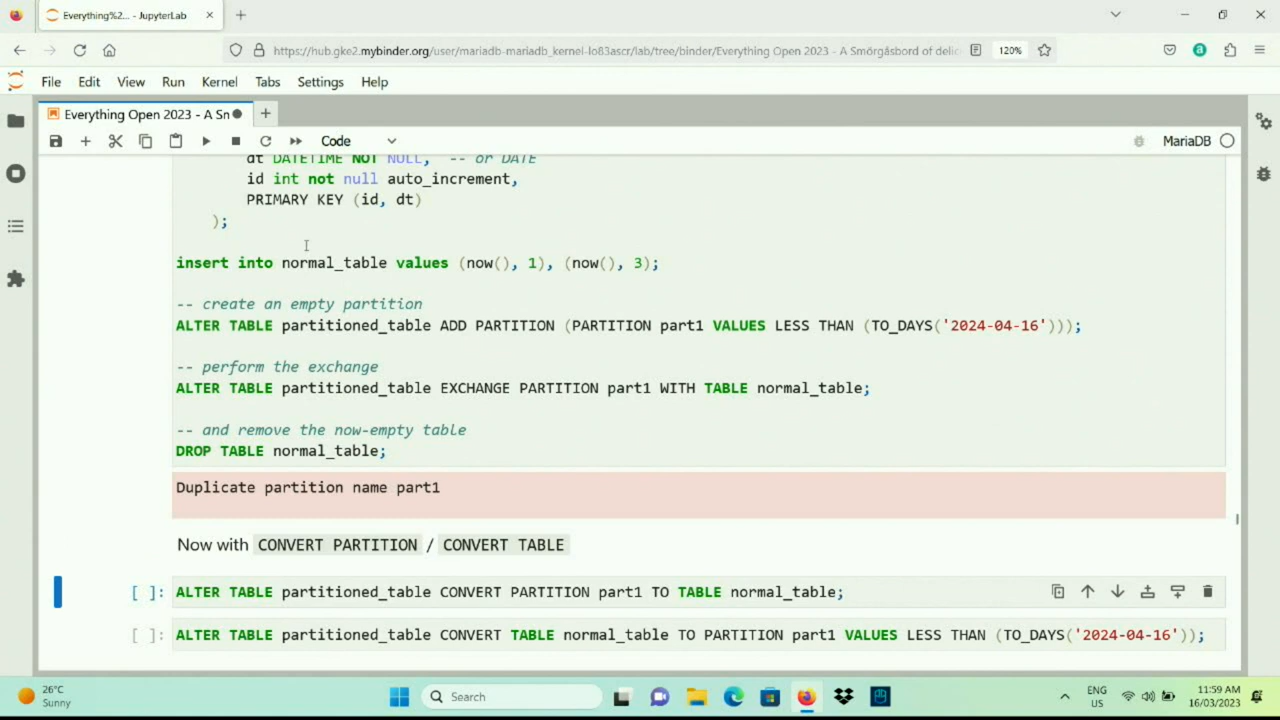 Everything%2... - JupyterLab
https://hub.gke2.mybinder.org/user/mariadb-mariadb_kernel-lo83ascr/lab/tree/binder/Everything Open 2023 - A Smörgåsbord of delic
120%
File Edit View Run Kernel Tabs Settings Help
Everything Open 2023 - A Sn
Code
MariaDB
dt DATETIME NOT NULL, -- or DATE
id int not null auto_increment,
PRIMARY KEY (id, dt)
);
insert into normal_table values (now(), 1), (now(), 3);
-- create an empty partition
ALTER TABLE partitioned_table ADD PARTITION (PARTITION part1 VALUES LESS THAN (TO_DAYS('2024-04-16')));
-- perform the exchange
ALTER TABLE partitioned_table EXCHANGE PARTITION part1 WITH TABLE normal_table;
-- and remove the now-empty table
DROP TABLE normal_table;
Duplicate partition name part1
Now with CONVERT PARTITION / CONVERT TABLE
[ ]: ALTER TABLE partitioned_table CONVERT PARTITION part1 TO TABLE normal_table;
[ ]: ALTER TABLE partitioned_table CONVERT TABLE normal_table TO PARTITION part1 VALUES LESS THAN (TO_DAYS('2024-04-16'));
26°C
Sunny
Search
ENG
US
11:59 AM
16/03/2023